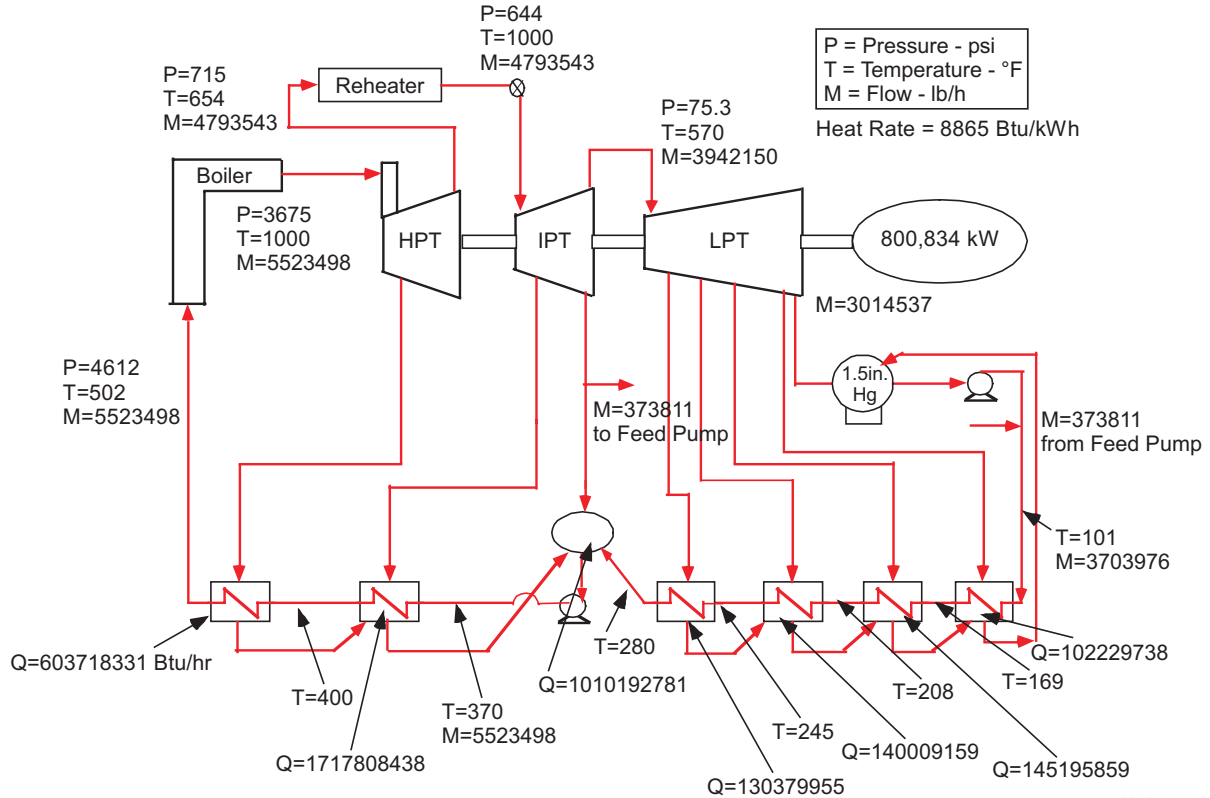 P=644
T=1000
M=4793543
P = Pressure - psi
T = Temperature - °F
M = Flow - lb/h
Heat Rate = 8865 Btu/kWh
P=715
T=654
M=4793543
Reheater
P=75.3
T=570
M=3942150
Boiler
P=3675
T=1000
M=5523498
HPT
IPT
LPT
800,834 kW
M=3014537
P=4612
T=502
M=5523498
M=373811
to Feed Pump
1.5in.
Hg
M=373811
from Feed Pump
T=101
M=3703976
Q=603718331 Btu/hr
T=400
Q=1717808438
T=370
M=5523498
Q=1010192781
T=280
T=245
Q=130379955
Q=140009159
T=208
Q=145195859
T=169
Q=102229738